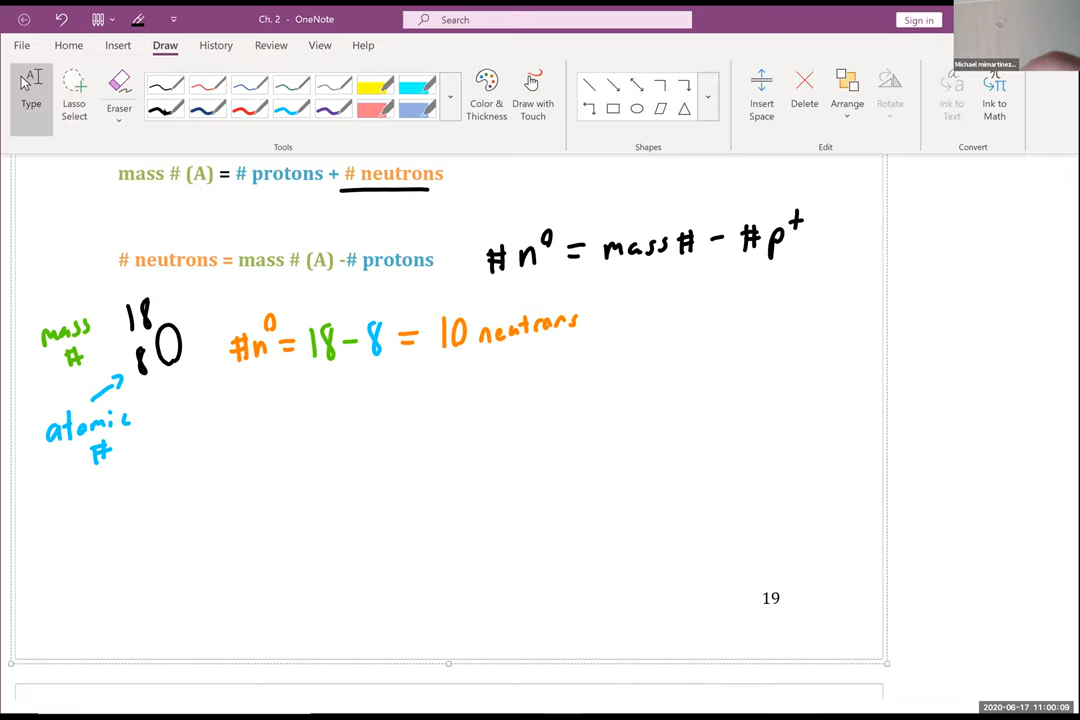 Ch. 2 - OneNote
Search
Sign in
File Home Insert Draw History Review View Help
Michael mimartinez...
Type
Lasso Select
Eraser
Color & Thickness
Draw with Touch
Insert Space
Delete
Arrange
Rotate
Ink to Text
Ink to Math
Tools
Shapes
Edit
Convert
mass # (A) = # protons + # neutrons
# neutrons = mass # (A) -# protons
#n⁰ = mass# - #p⁺
mass #
18
8 O
#n⁰ = 18 - 8 = 10 neutrons
atomic #
19
2020-06-17 11:00:09